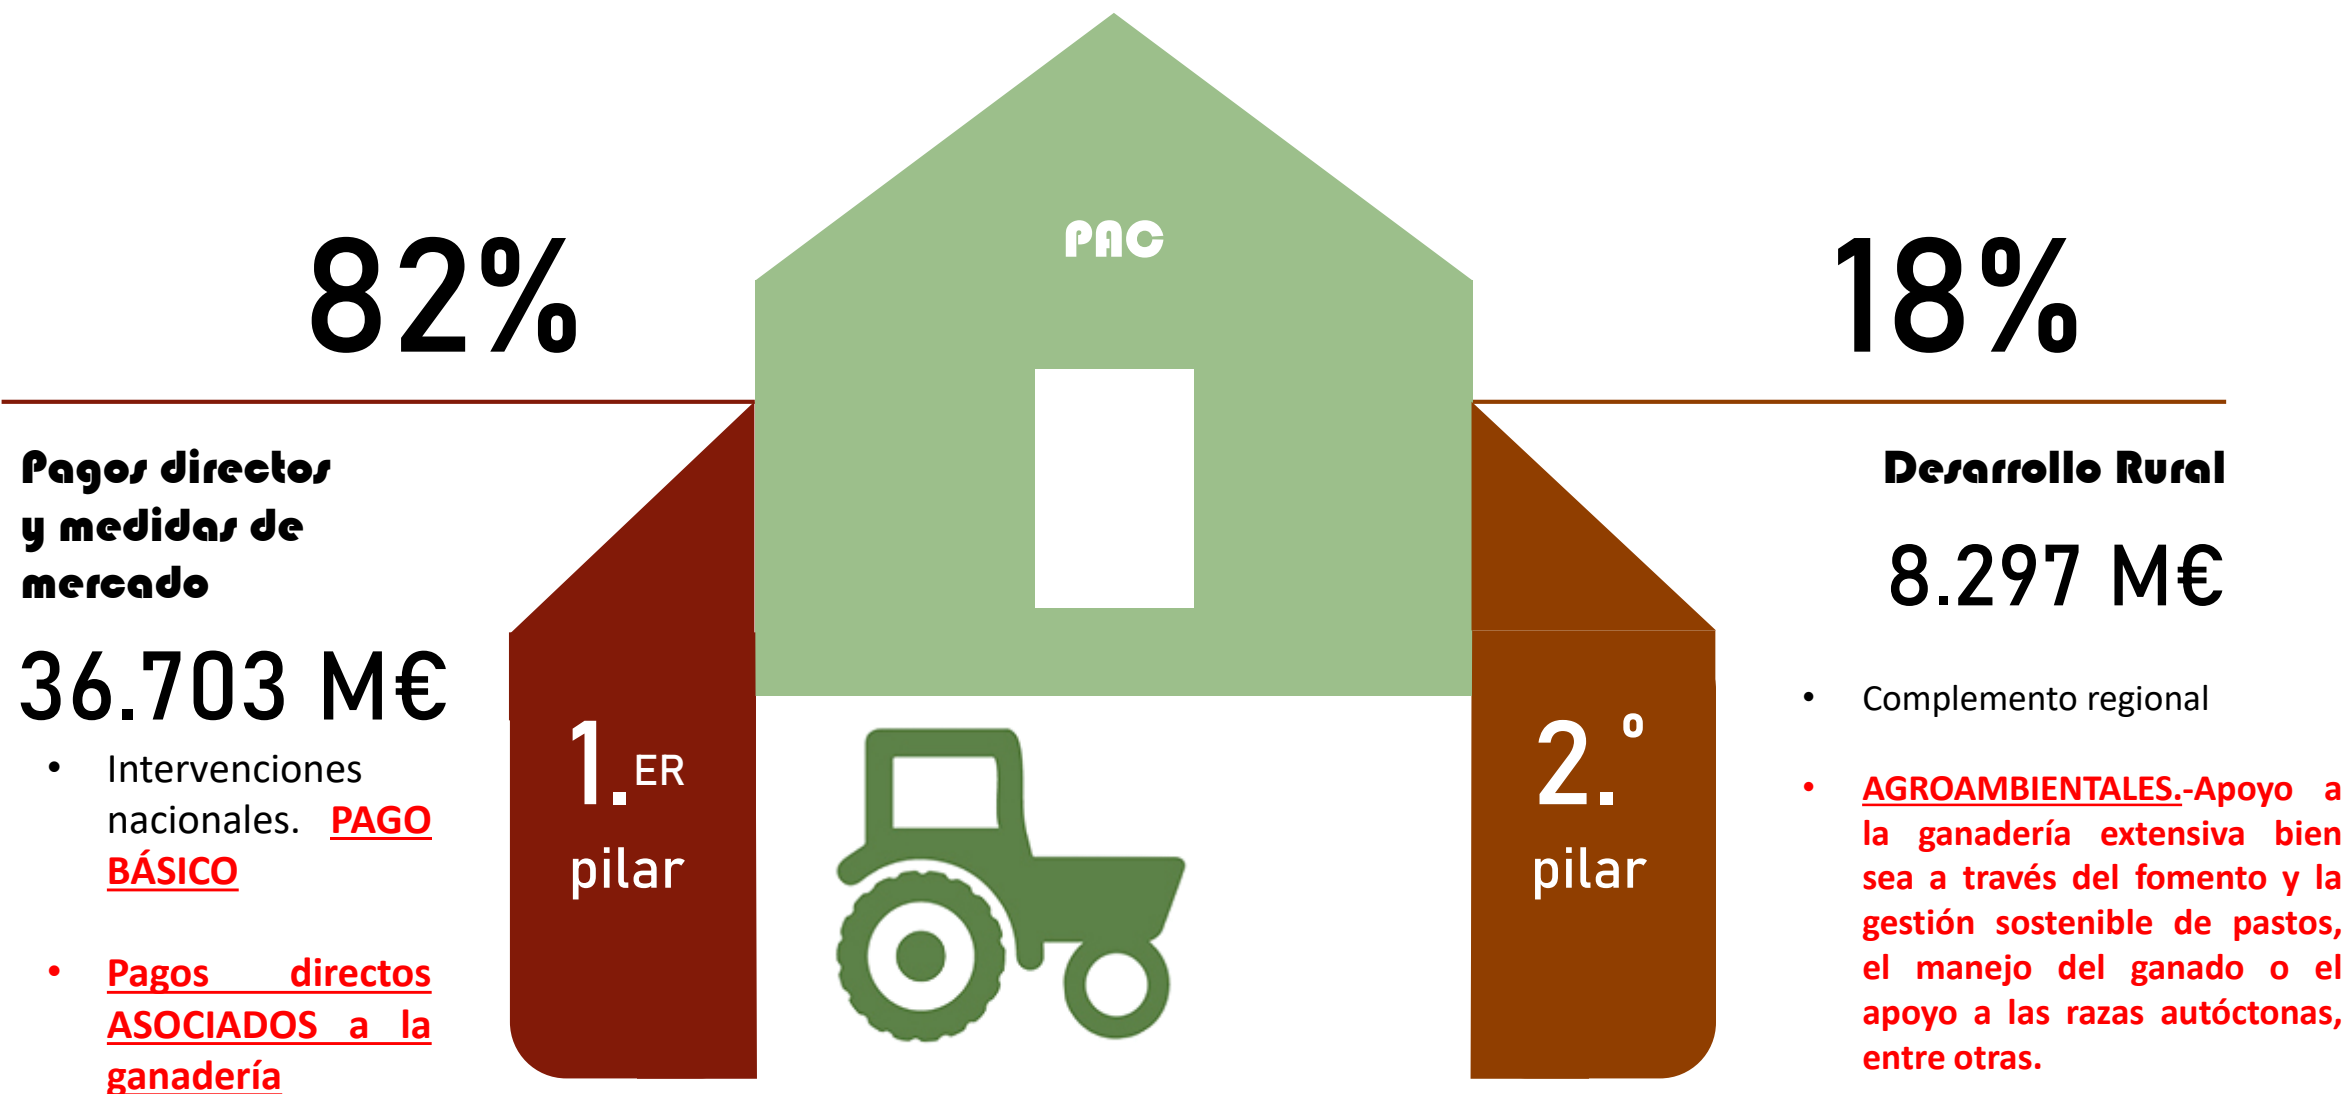 PAC
82%
Pagos directos
y medidas de
mercado
36.703 M€
• Intervenciones
nacionales. PAGO
BÁSICO
• Pagos directos
ASOCIADOS a la
ganadería
1.ER
pilar
2.º
pilar
18%
Desarrollo Rural
8.297 M€
• Complemento regional
• AGROAMBIENTALES.-Apoyo a
la ganadería extensiva bien
sea a través del fomento y la
gestión sostenible de pastos,
el manejo del ganado o el
apoyo a las razas autóctonas,
entre otras.